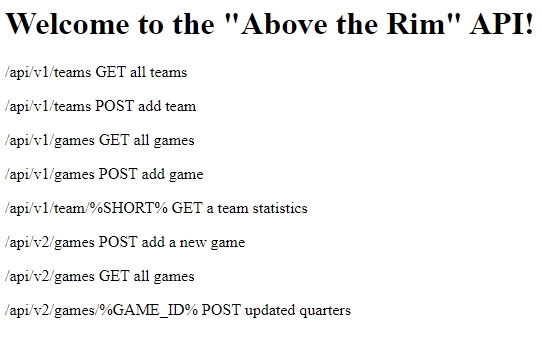 Welcome to the "Above the Rim" API!
/api/v1/teams GET all teams
/api/v1/teams POST add team
/api/v1/games GET all games
/api/v1/games POST add game
/api/v1/team/%SHORT% GET a team statistics
/api/v2/games POST add a new game
/api/v2/games GET all games
/api/v2/games/%GAME_ID% POST updated quarters